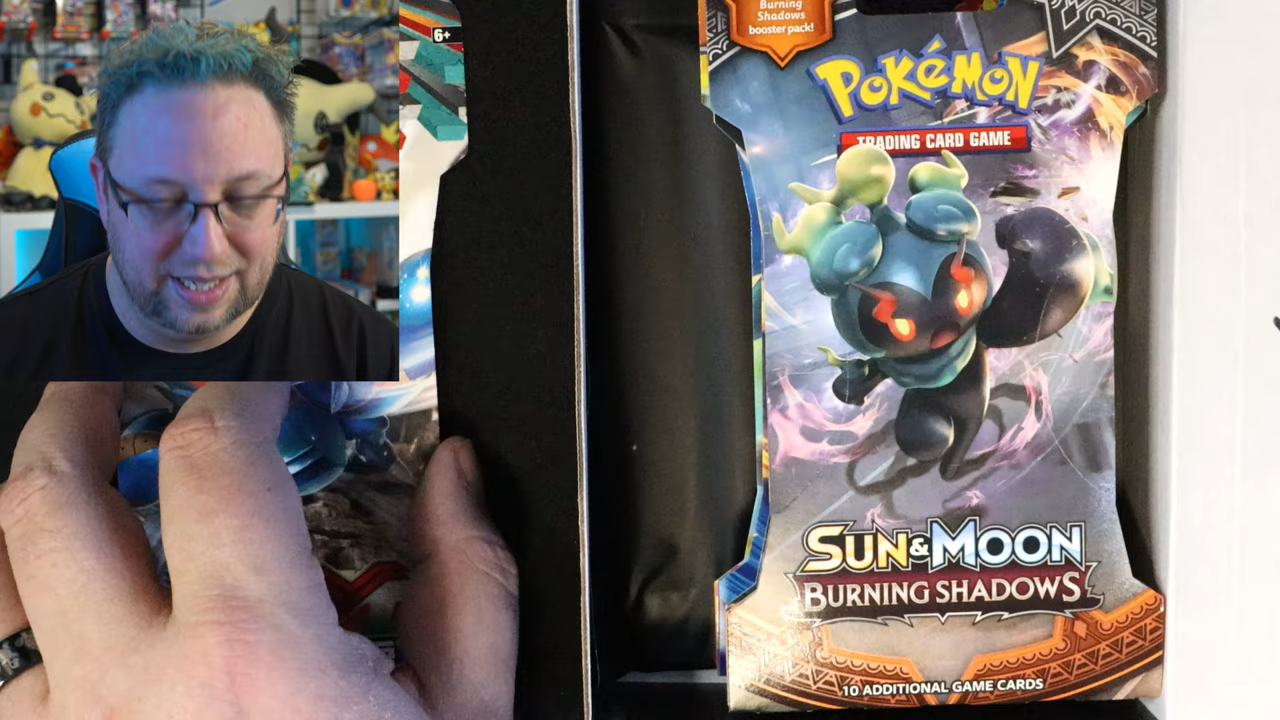 6+
Burning
Shadows
booster pack!
POKéMON
TRADING CARD GAME
SUN & MOON
BURNING SHADOWS
10 ADDITIONAL GAME CARDS